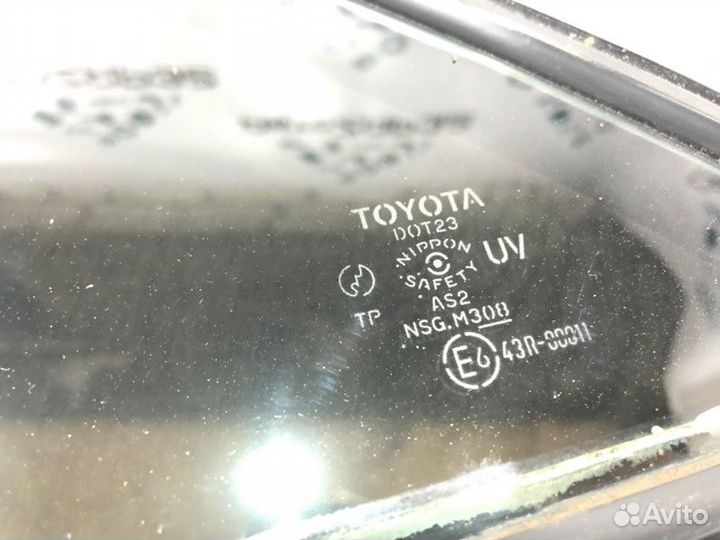 TOYOTA
DOT23
NIPPON
SAFETY
UV
AS2
TP
NSG.M308
E6 43R-00011
Avito